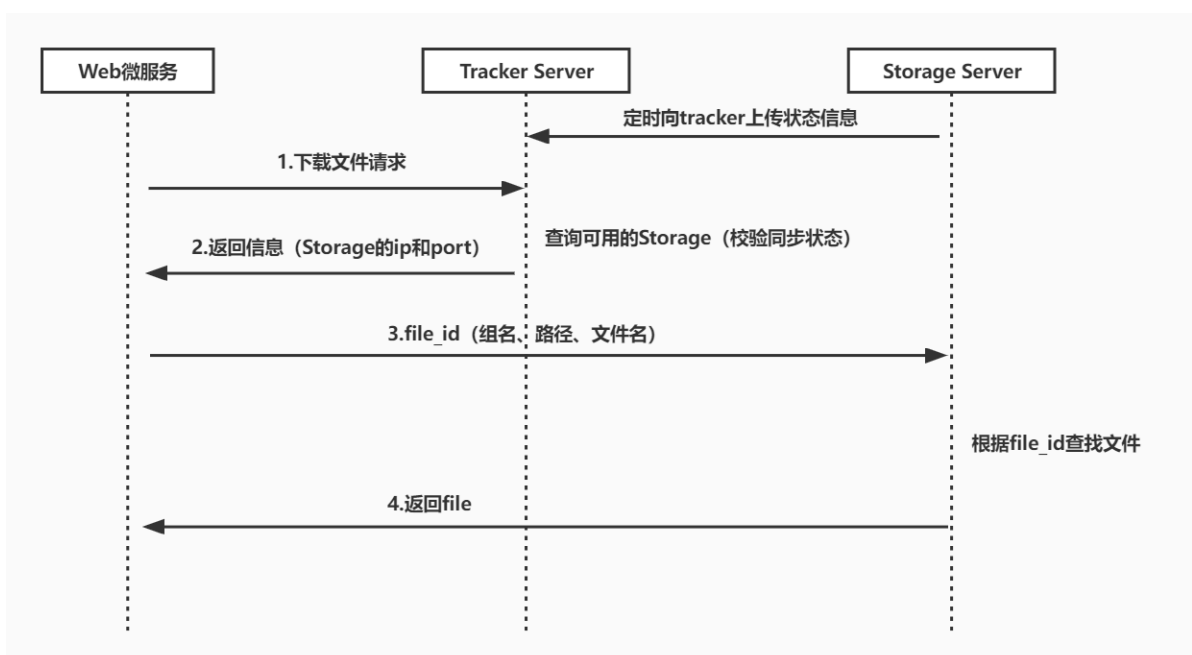 Web微服务
Tracker Server
Storage Server
定时向tracker上传状态信息
1.下载文件请求
查询可用的Storage（校验同步状态）
2.返回信息（Storage的ip和port）
3.file_id（组名、路径、文件名）
根据file_id查找文件
4.返回file